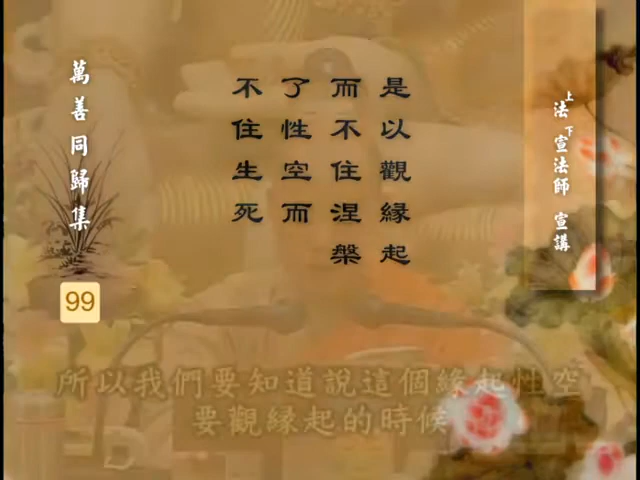 是以觀緣起
而不住涅槃
了性空而
不住生死
萬善同歸集
99
上法下宣法師 宣講
所以我們要知道說這個緣起性空
要觀緣起的時候